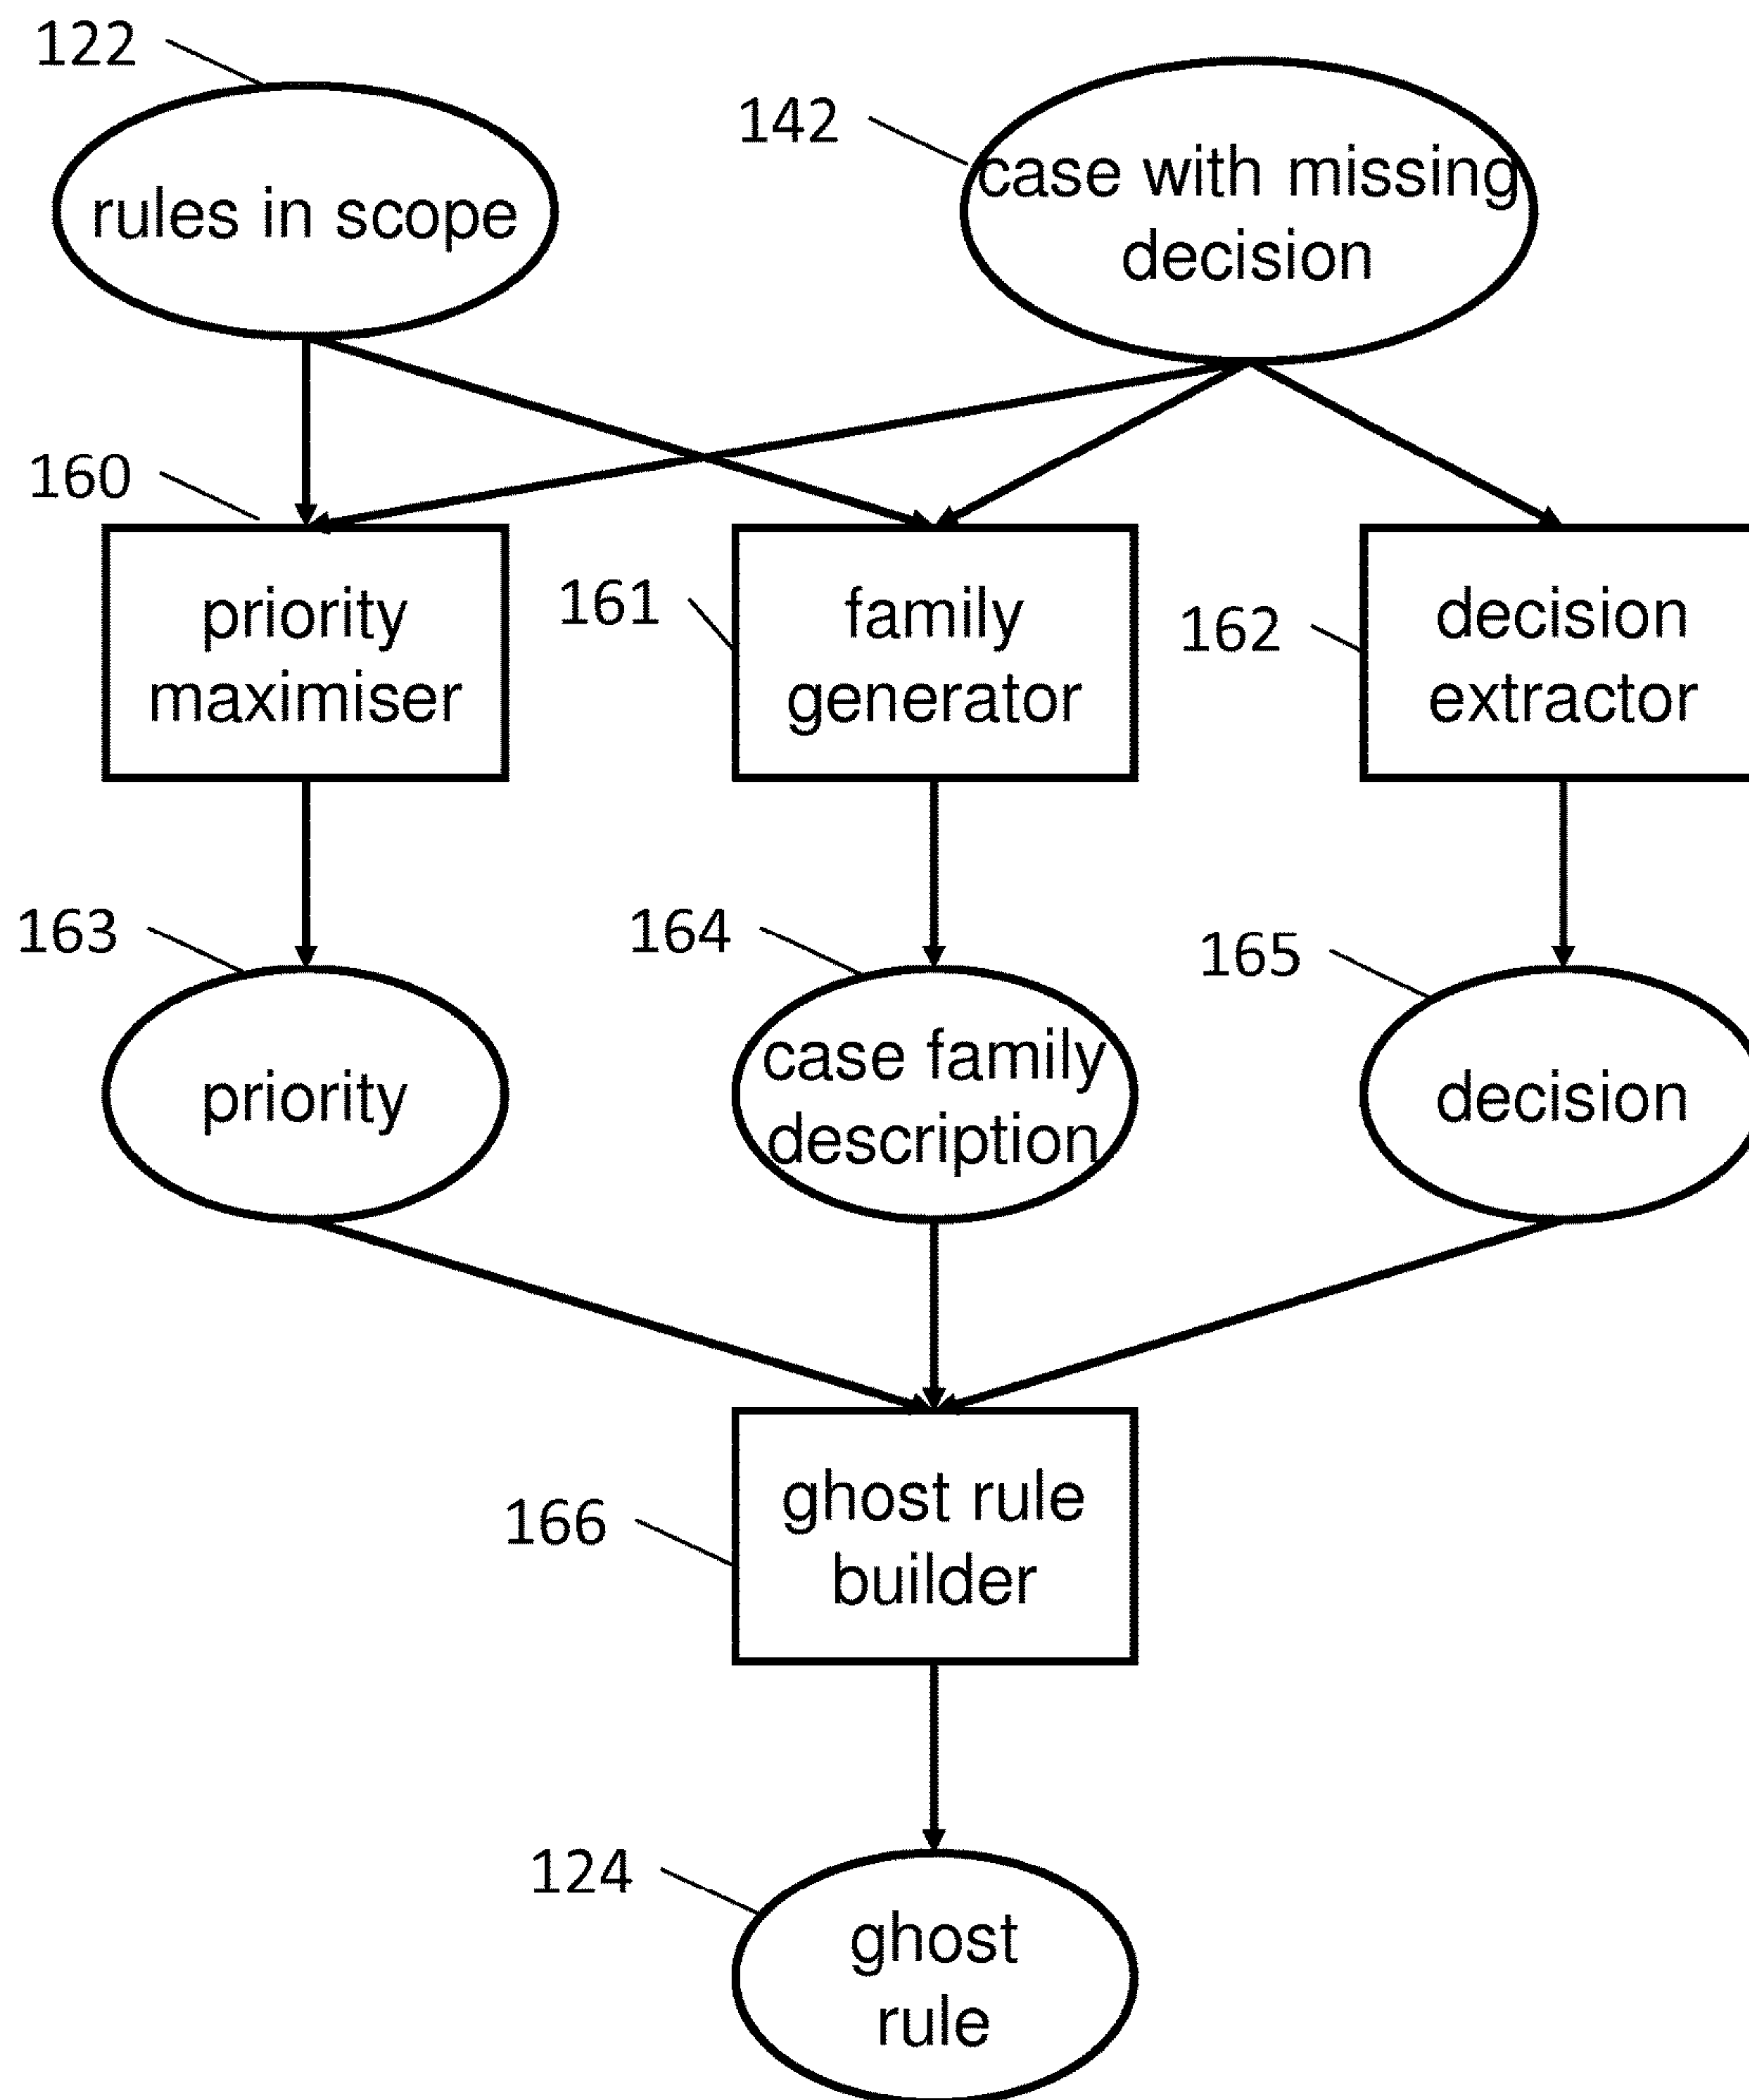 122
rules in scope
142
case with missing
decision
160
priority
maximiser
161
family
generator
162
decision
extractor
163
priority
164
case family
description
165
decision
166
ghost rule
builder
124
ghost
rule